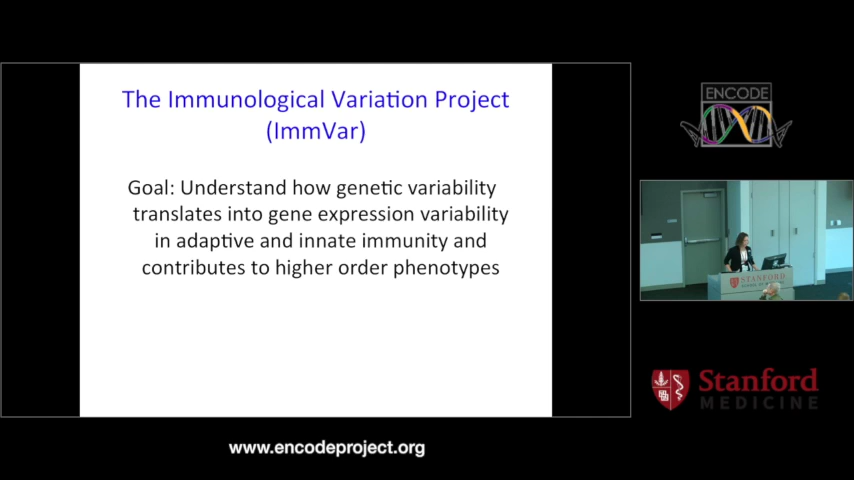 The Immunological Variation Project
(ImmVar)
Goal: Understand how genetic variability
translates into gene expression variability
in adaptive and innate immunity and
contributes to higher order phenotypes
ENCODE
STANFORD
Stanford
MEDICINE
www.encodeproject.org